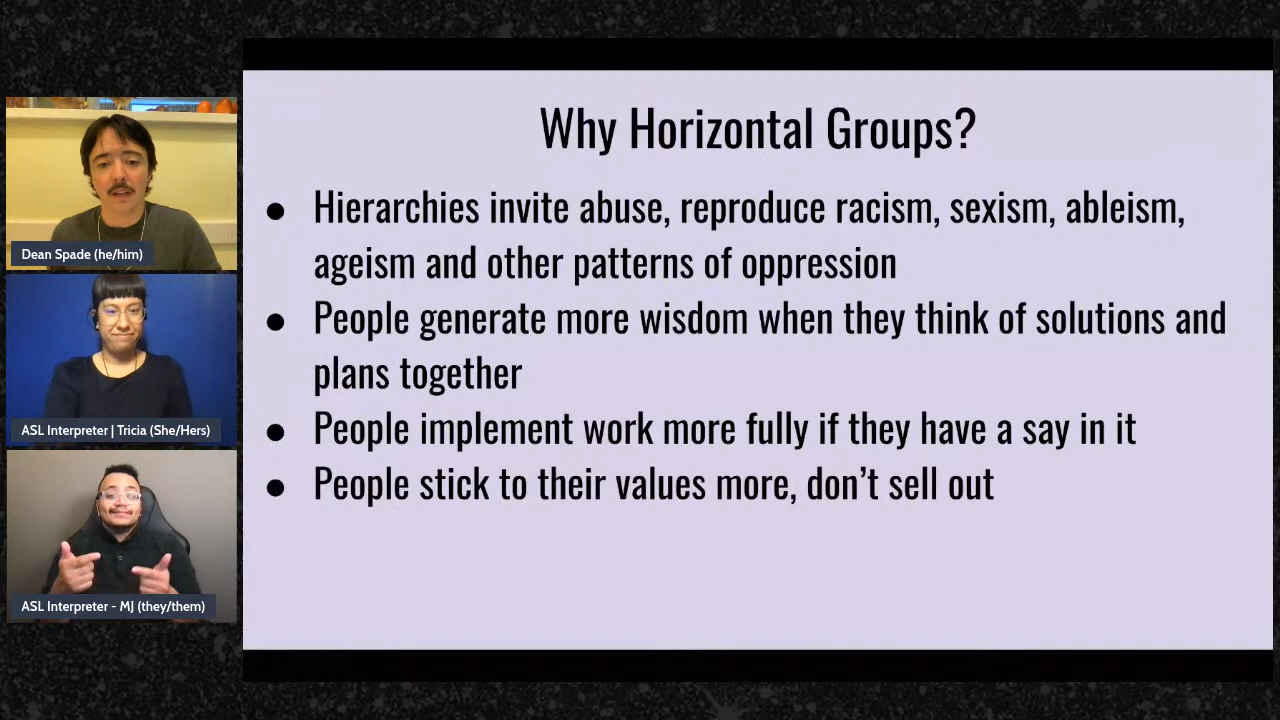 Why Horizontal Groups?
● Hierarchies invite abuse, reproduce racism, sexism, ableism,
ageism and other patterns of oppression
● People generate more wisdom when they think of solutions and
plans together
● People implement work more fully if they have a say in it
● People stick to their values more, don’t sell out
Dean Spade (he/him)
ASL Interpreter | Tricia (She/Hers)
ASL Interpreter - MJ (they/them)